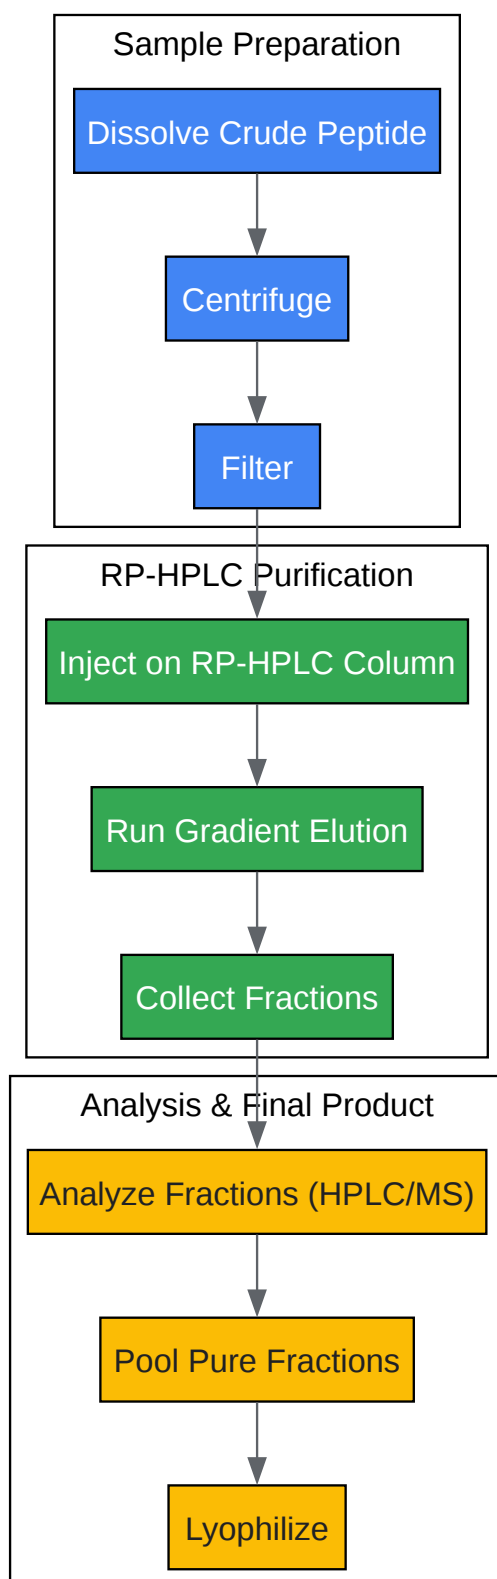 Sample Preparation
Dissolve Crude Peptide
Centrifuge
Filter
RP-HPLC Purification
Inject on RP-HPLC Column
Run Gradient Elution
Collect Fractions
Analysis & Final Product
Analyze Fractions (HPLC/MS)
Pool Pure Fractions
Lyophilize